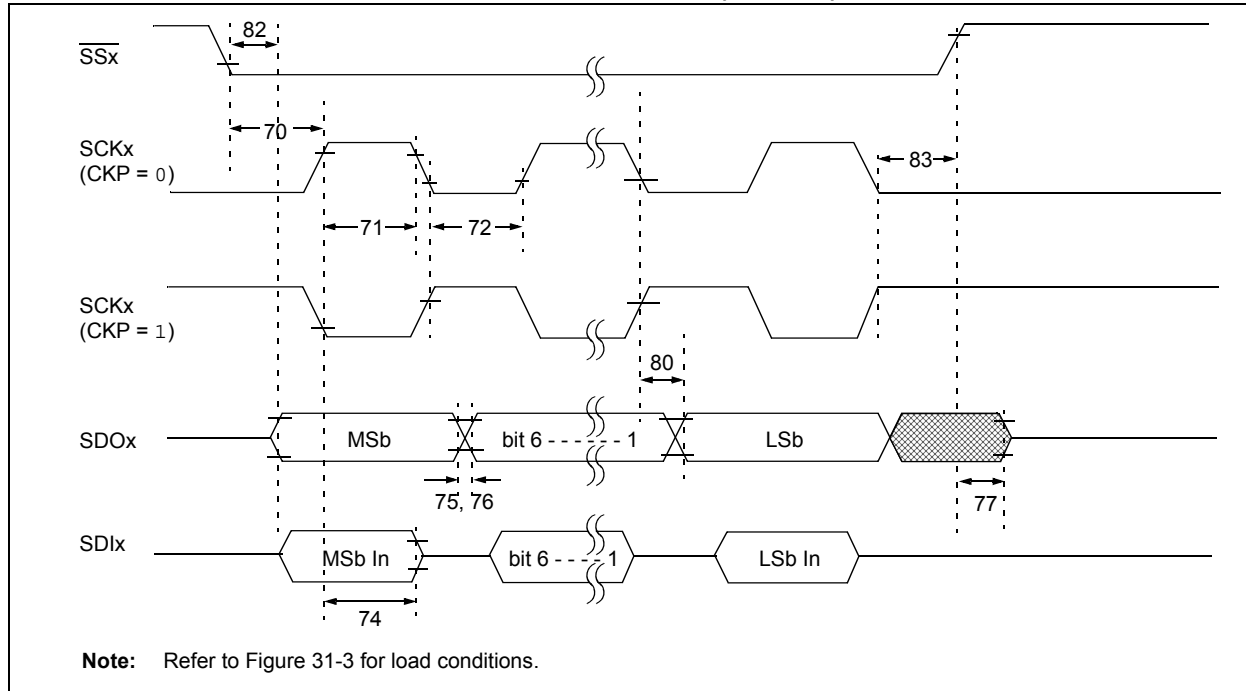 82
SSx
70
SCKx
(CKP = 0)
83
71
72
SCKx
(CKP = 1)
80
SDOx
MSb
bit 6 - - - - - - 1
LSb
75, 76
77
SDIx
MSb In
bit 6 - - - - 1
LSb In
74
Note: Refer to Figure 31-3 for load conditions.